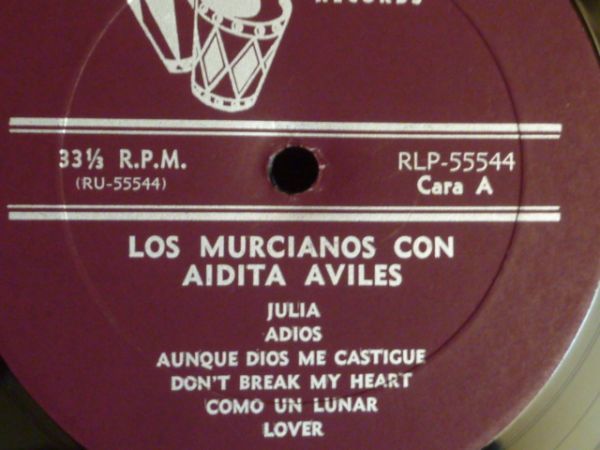 RECORDS
33⅓ R.P.M.
(RU-55544)
RLP-55544
Cara A
LOS MURCIANOS CON
AIDITA AVILES
JULIA
ADIOS
AUNQUE DIOS ME CASTIGUE
DON'T BREAK MY HEART
COMO UN LUNAR
LOVER